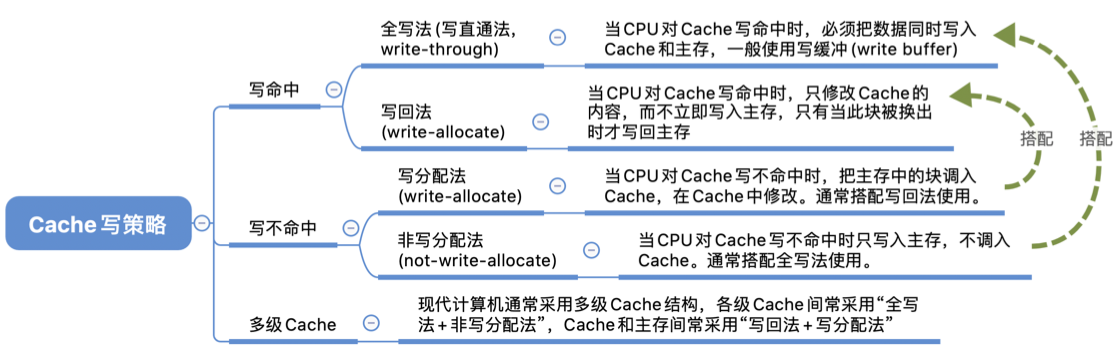 Cache写策略
写命中
全写法 (写直通法,
write-through)
当CPU对Cache写命中时，必须把数据同时写入
Cache和主存，一般使用写缓冲 (write buffer)
写回法
(write-allocate)
当CPU对Cache写命中时，只修改Cache的
内容，而不立即写入主存，只有当此块被换出
时才写回主存
写不命中
写分配法
(write-allocate)
当CPU对Cache写不命中时，把主存中的块调入
Cache，在Cache中修改。通常搭配写回法使用。
非写分配法
(not-write-allocate)
当CPU对Cache写不命中时只写入主存，不调入
Cache。通常搭配全写法使用。
搭配
搭配
多级Cache
现代计算机通常采用多级Cache结构，各级Cache间常采用“全写
法+非写分配法”，Cache和主存间常采用“写回法+写分配法”